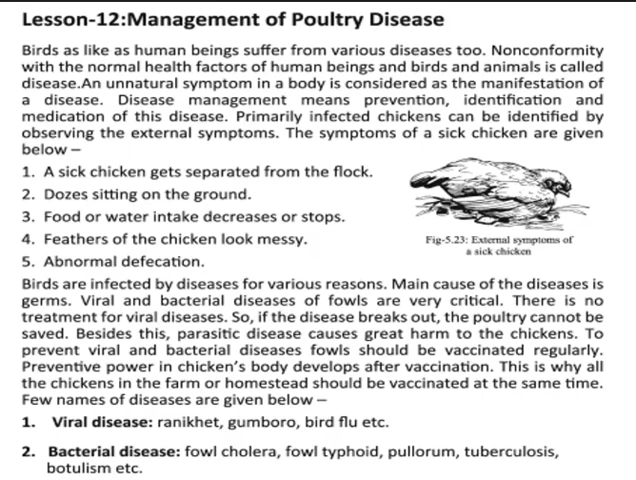 Lesson-12:Management of Poultry Disease
Birds as like as human beings suffer from various diseases too. Nonconformity
with the normal health factors of human beings and birds and animals is called
disease.An unnatural symptom in a body is considered as the manifestation of
a disease. Disease management means prevention, identification and
medication of this disease. Primarily infected chickens can be identified by
observing the external symptoms. The symptoms of a sick chicken are given
below –
1. A sick chicken gets separated from the flock.
2. Dozes sitting on the ground.
3. Food or water intake decreases or stops.
4. Feathers of the chicken look messy.
5. Abnormal defecation.
Fig-5.23: External symptoms of
a sick chicken
Birds are infected by diseases for various reasons. Main cause of the diseases is
germs. Viral and bacterial diseases of fowls are very critical. There is no
treatment for viral diseases. So, if the disease breaks out, the poultry cannot be
saved. Besides this, parasitic disease causes great harm to the chickens. To
prevent viral and bacterial diseases fowls should be vaccinated regularly.
Preventive power in chicken's body develops after vaccination. This is why all
the chickens in the farm or homestead should be vaccinated at the same time.
Few names of diseases are given below –
1. Viral disease: ranikhet, gumboro, bird flu etc.
2. Bacterial disease: fowl cholera, fowl typhoid, pullorum, tuberculosis,
botulism etc.